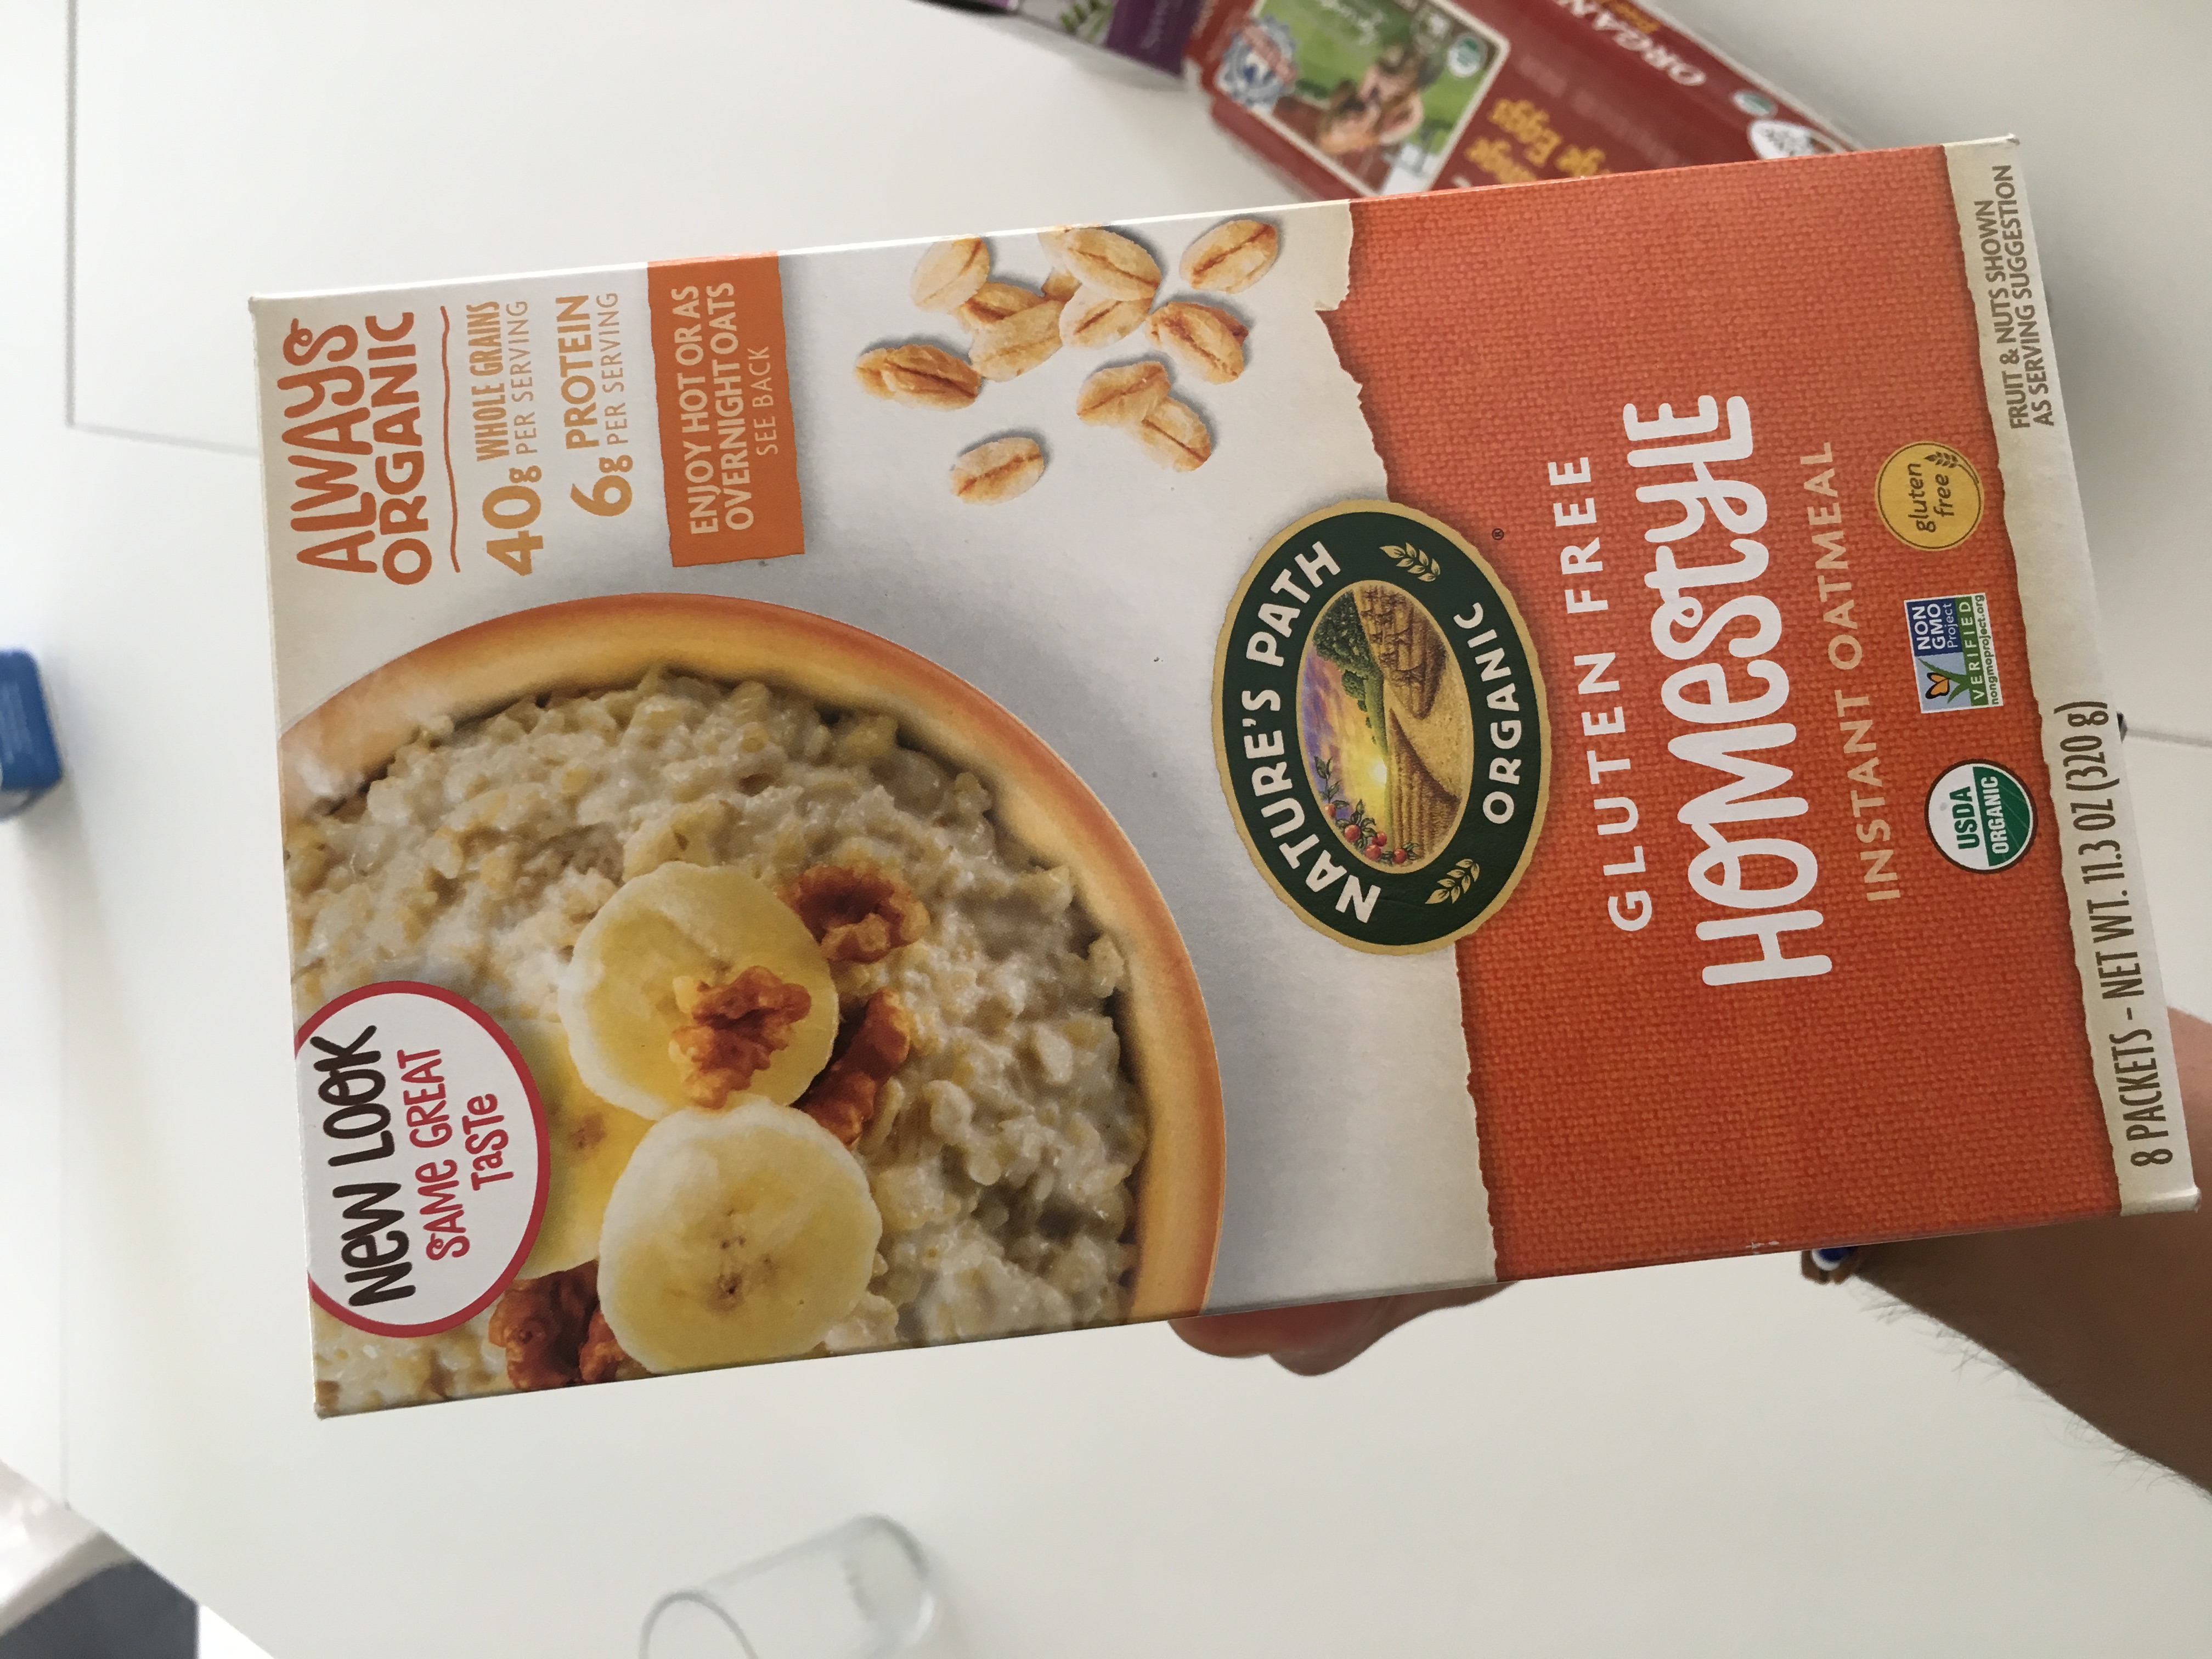 NEW LOOK
SAME GREAT
TASTE
ALWAYS
ORGANIC
40g WHOLE GRAINS
PER SERVING
6g PROTEIN
PER SERVING
ENJOY HOT OR AS
OVERNIGHT OATS
SEE BACK
NATURE'S PATH
ORGANIC
®
GLUTEN FREE
HOMESTYLE
INSTANT OATMEAL
USDA
ORGANIC
NON
GMO
Project
VERIFIED
nongmoproject.org
gluten
free
FRUIT & NUTS SHOWN
AS SERVING SUGGESTION
8 PACKETS - NET WT. 11.3 OZ (320 g)
Eggs